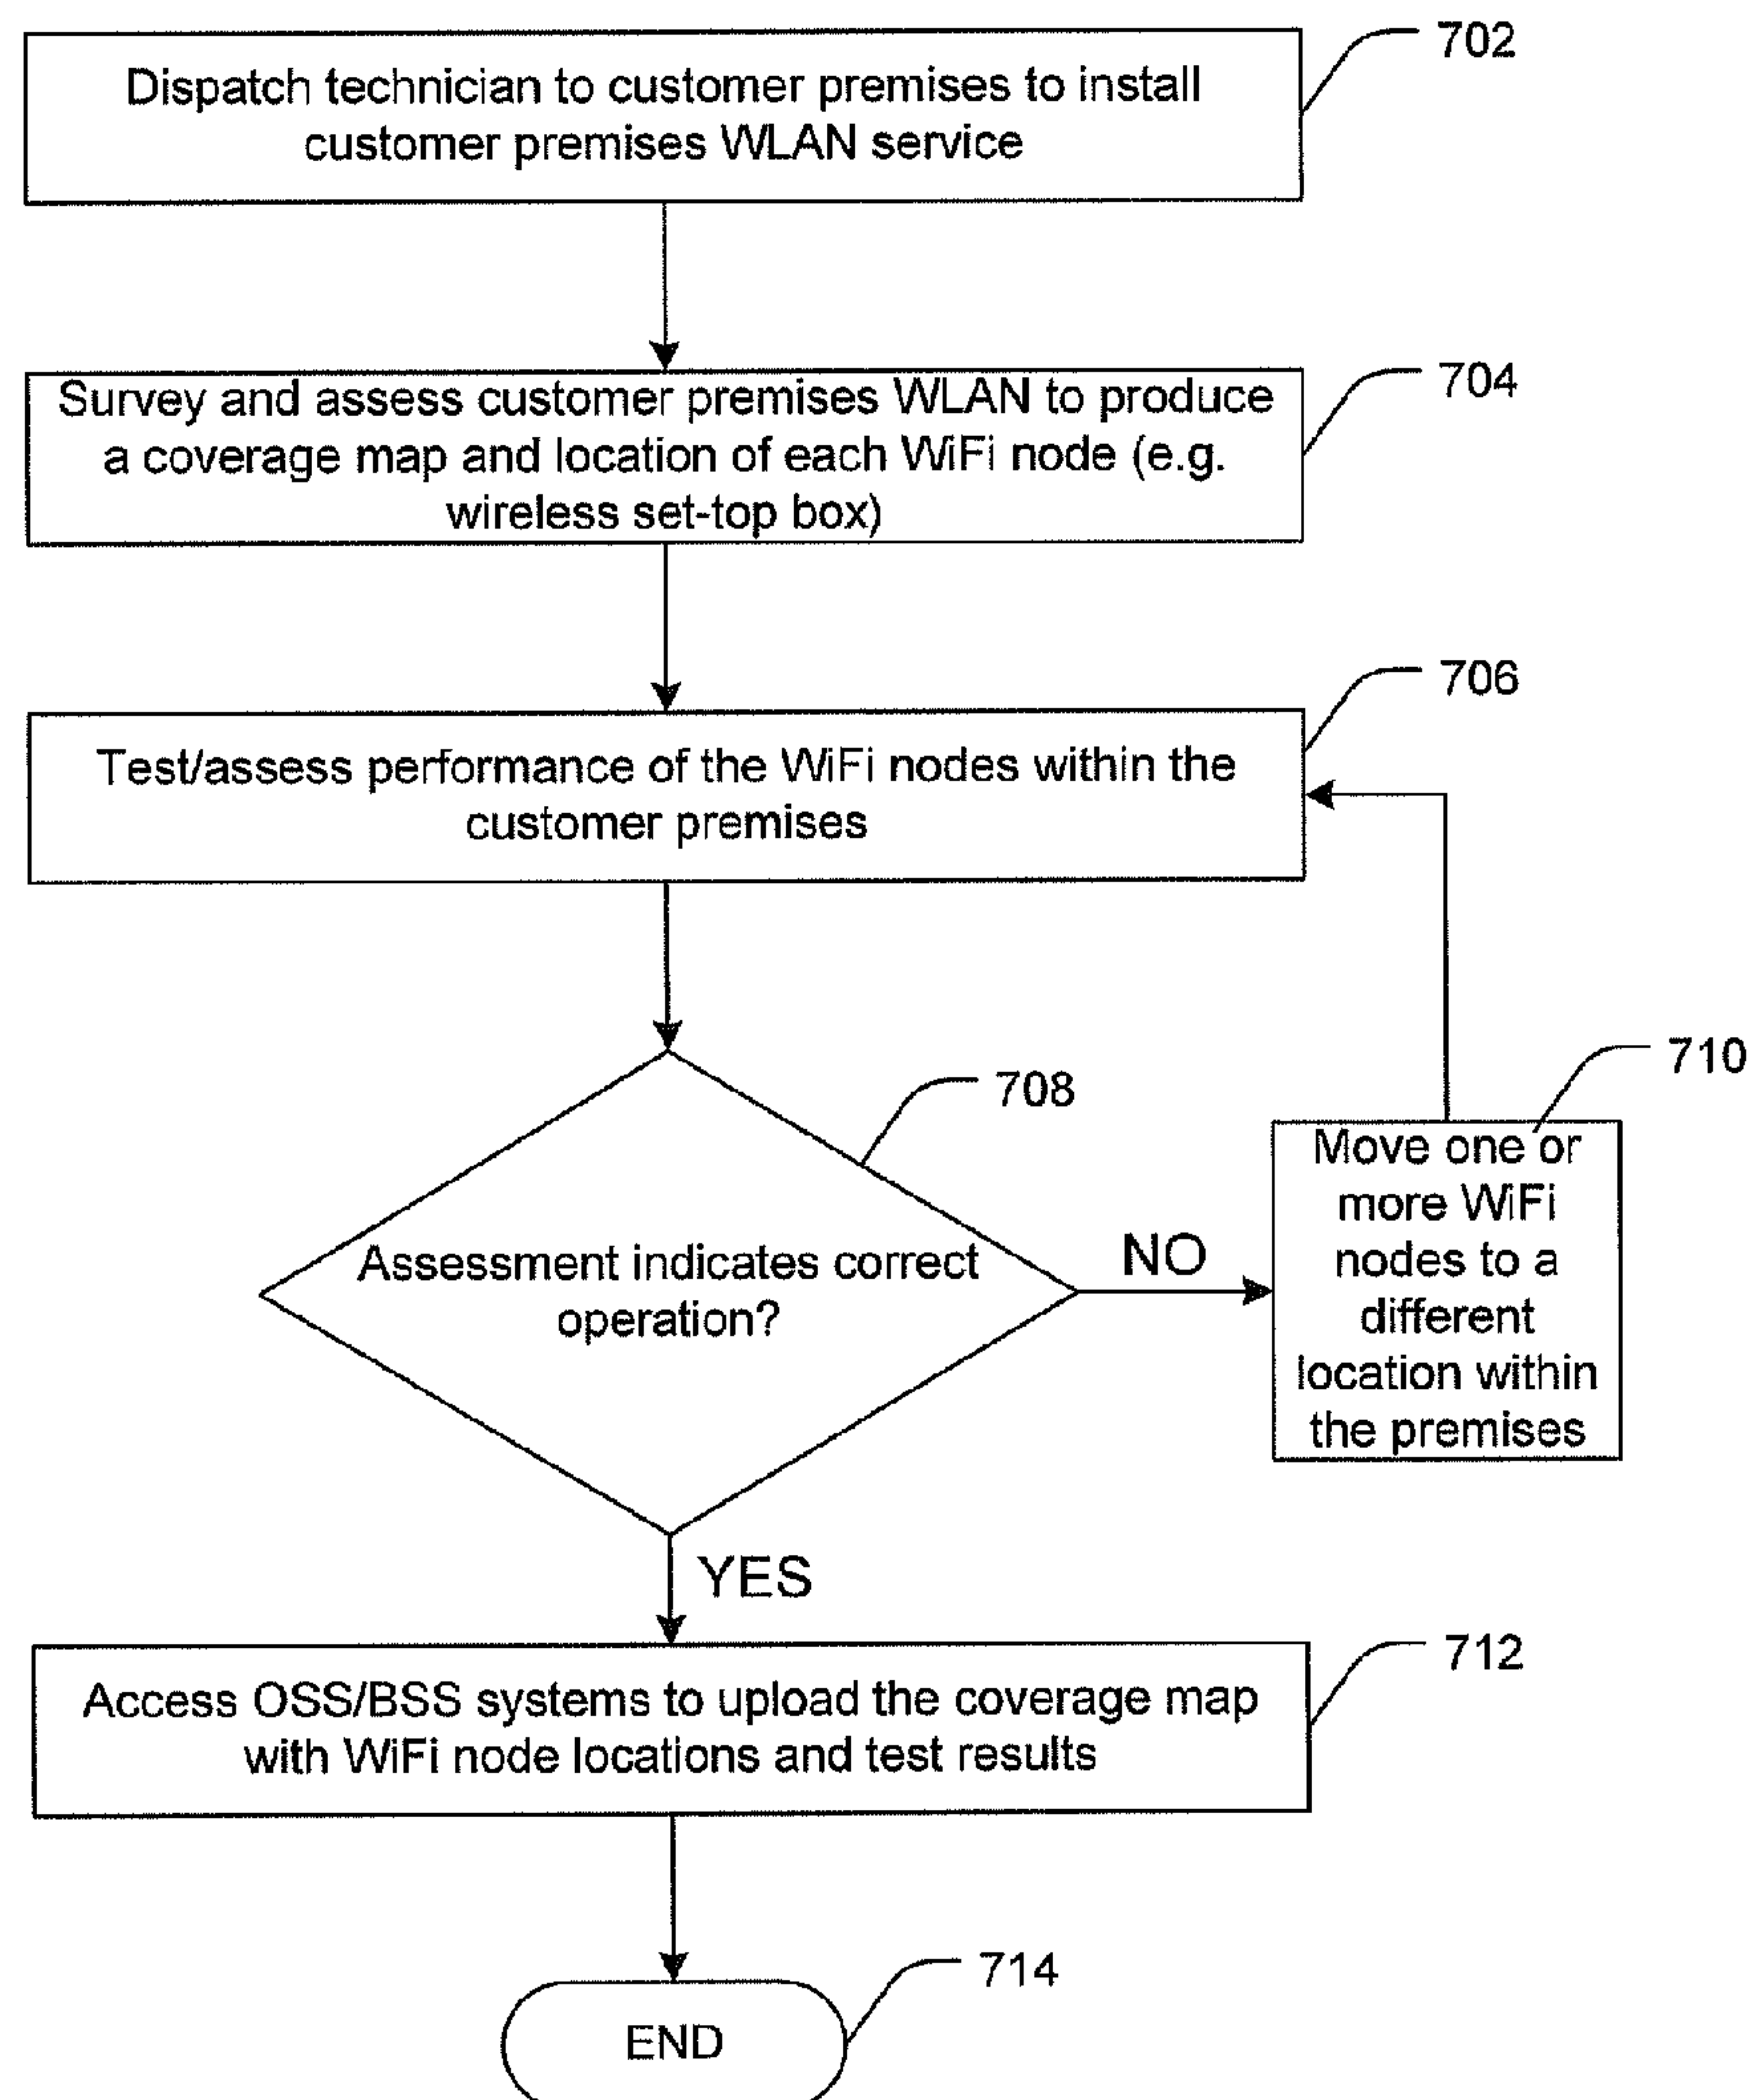 702
Dispatch technician to customer premises to install
customer premises WLAN service
704
Survey and assess customer premises WLAN to produce
a coverage map and location of each WiFi node (e.g.
wireless set-top box)
706
Test/assess performance of the WiFi nodes within the
customer premises
708
Assessment indicates correct
operation?
NO
710
Move one or
more WiFi
nodes to a
different
location within
the premises
YES
712
Access OSS/BSS systems to upload the coverage map
with WiFi node locations and test results
714
END